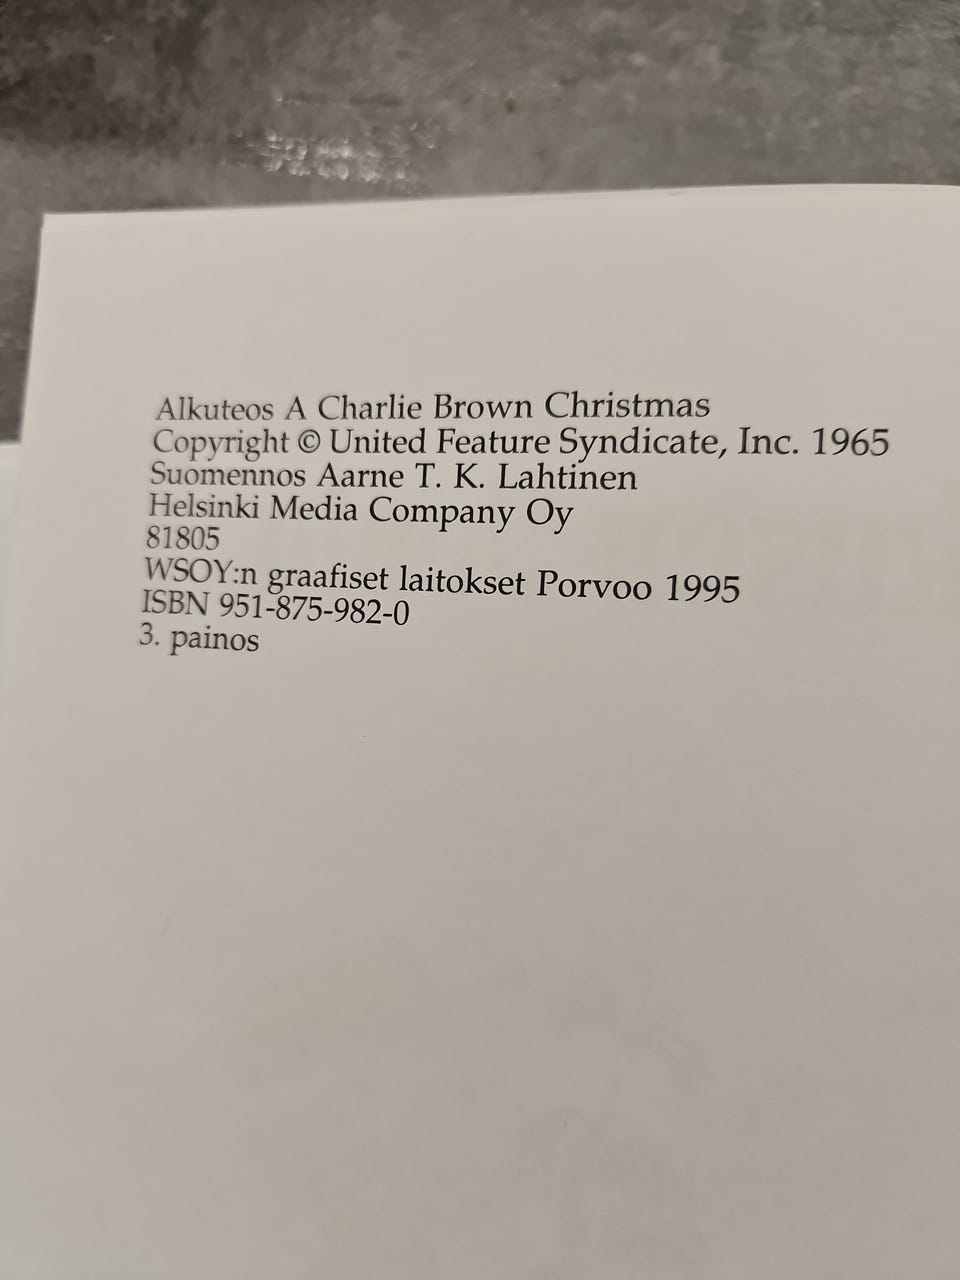 Alkuteos A Charlie Brown Christmas
Copyright © United Feature Syndicate, Inc. 1965
Suomennos Aarne T. K. Lahtinen
Helsinki Media Company Oy
81805
WSOY:n graafiset laitokset Porvoo 1995
ISBN 951-875-982-0
3. painos